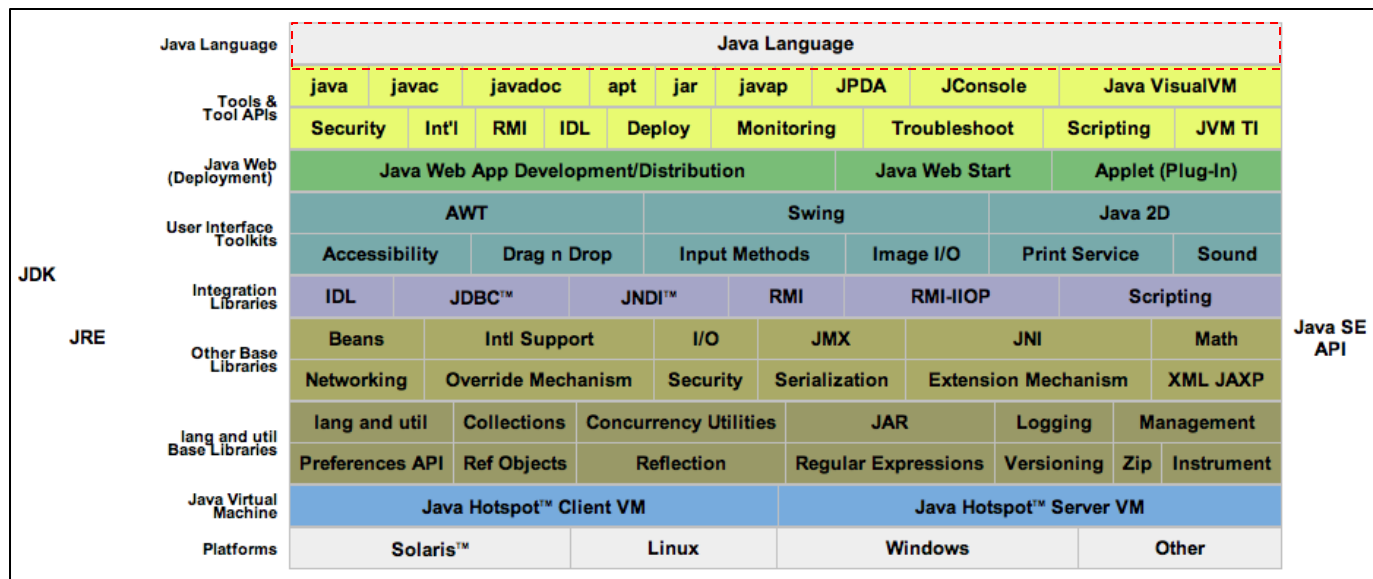 Java Language Java Language
java javac javadoc apt jar javap JPDA JConsole Java VisualVM
Tools &
Tool APIs
Security Int'l RMI IDL Deploy Monitoring Troubleshoot Scripting JVM TI
Java Web
(Deployment)
Java Web App Development/Distribution Java Web Start Applet (Plug-In)
AWT Swing Java 2D
User Interface
Toolkits
Accessibility Drag n Drop Input Methods Image I/O Print Service Sound
JDK
Integration
Libraries
IDL JDBC™ JNDI™ RMI RMI-IIOP Scripting
JRE
Beans Intl Support I/O JMX JNI Math
Other Base
Libraries
Java SE
API
Networking Override Mechanism Security Serialization Extension Mechanism XML JAXP
lang and util Collections Concurrency Utilities JAR Logging Management
lang and util
Base Libraries
Preferences API Ref Objects Reflection Regular Expressions Versioning Zip Instrument
Java Virtual
Machine
Java Hotspot™ Client VM Java Hotspot™ Server VM
Platforms Solaris™ Linux Windows Other